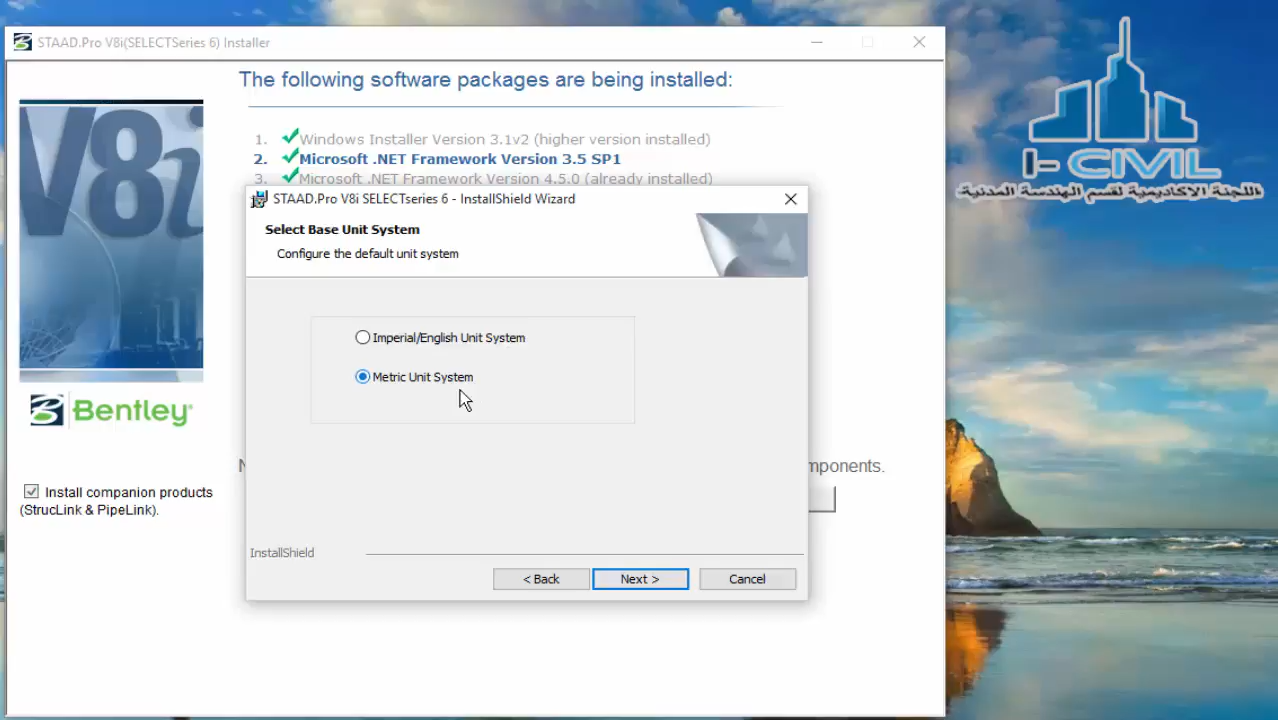 STAAD.Pro V8i(SELECTSeries 6) Installer
The following software packages are being installed:
1. Windows Installer Version 3.1v2 (higher version installed)
2. Microsoft .NET Framework Version 3.5 SP1
3. Microsoft .NET Framework Version 4.5.0 (already installed)
STAAD.Pro V8i SELECTseries 6 - InstallShield Wizard
Select Base Unit System
Configure the default unit system
Imperial/English Unit System
Metric Unit System
InstallShield
< Back
Next >
Cancel
V8i
Bentley
Install companion products
(StrucLink & PipeLink).
I-CIVIL
اللجنة الاكاديمية لقسم الهندسة المدنية